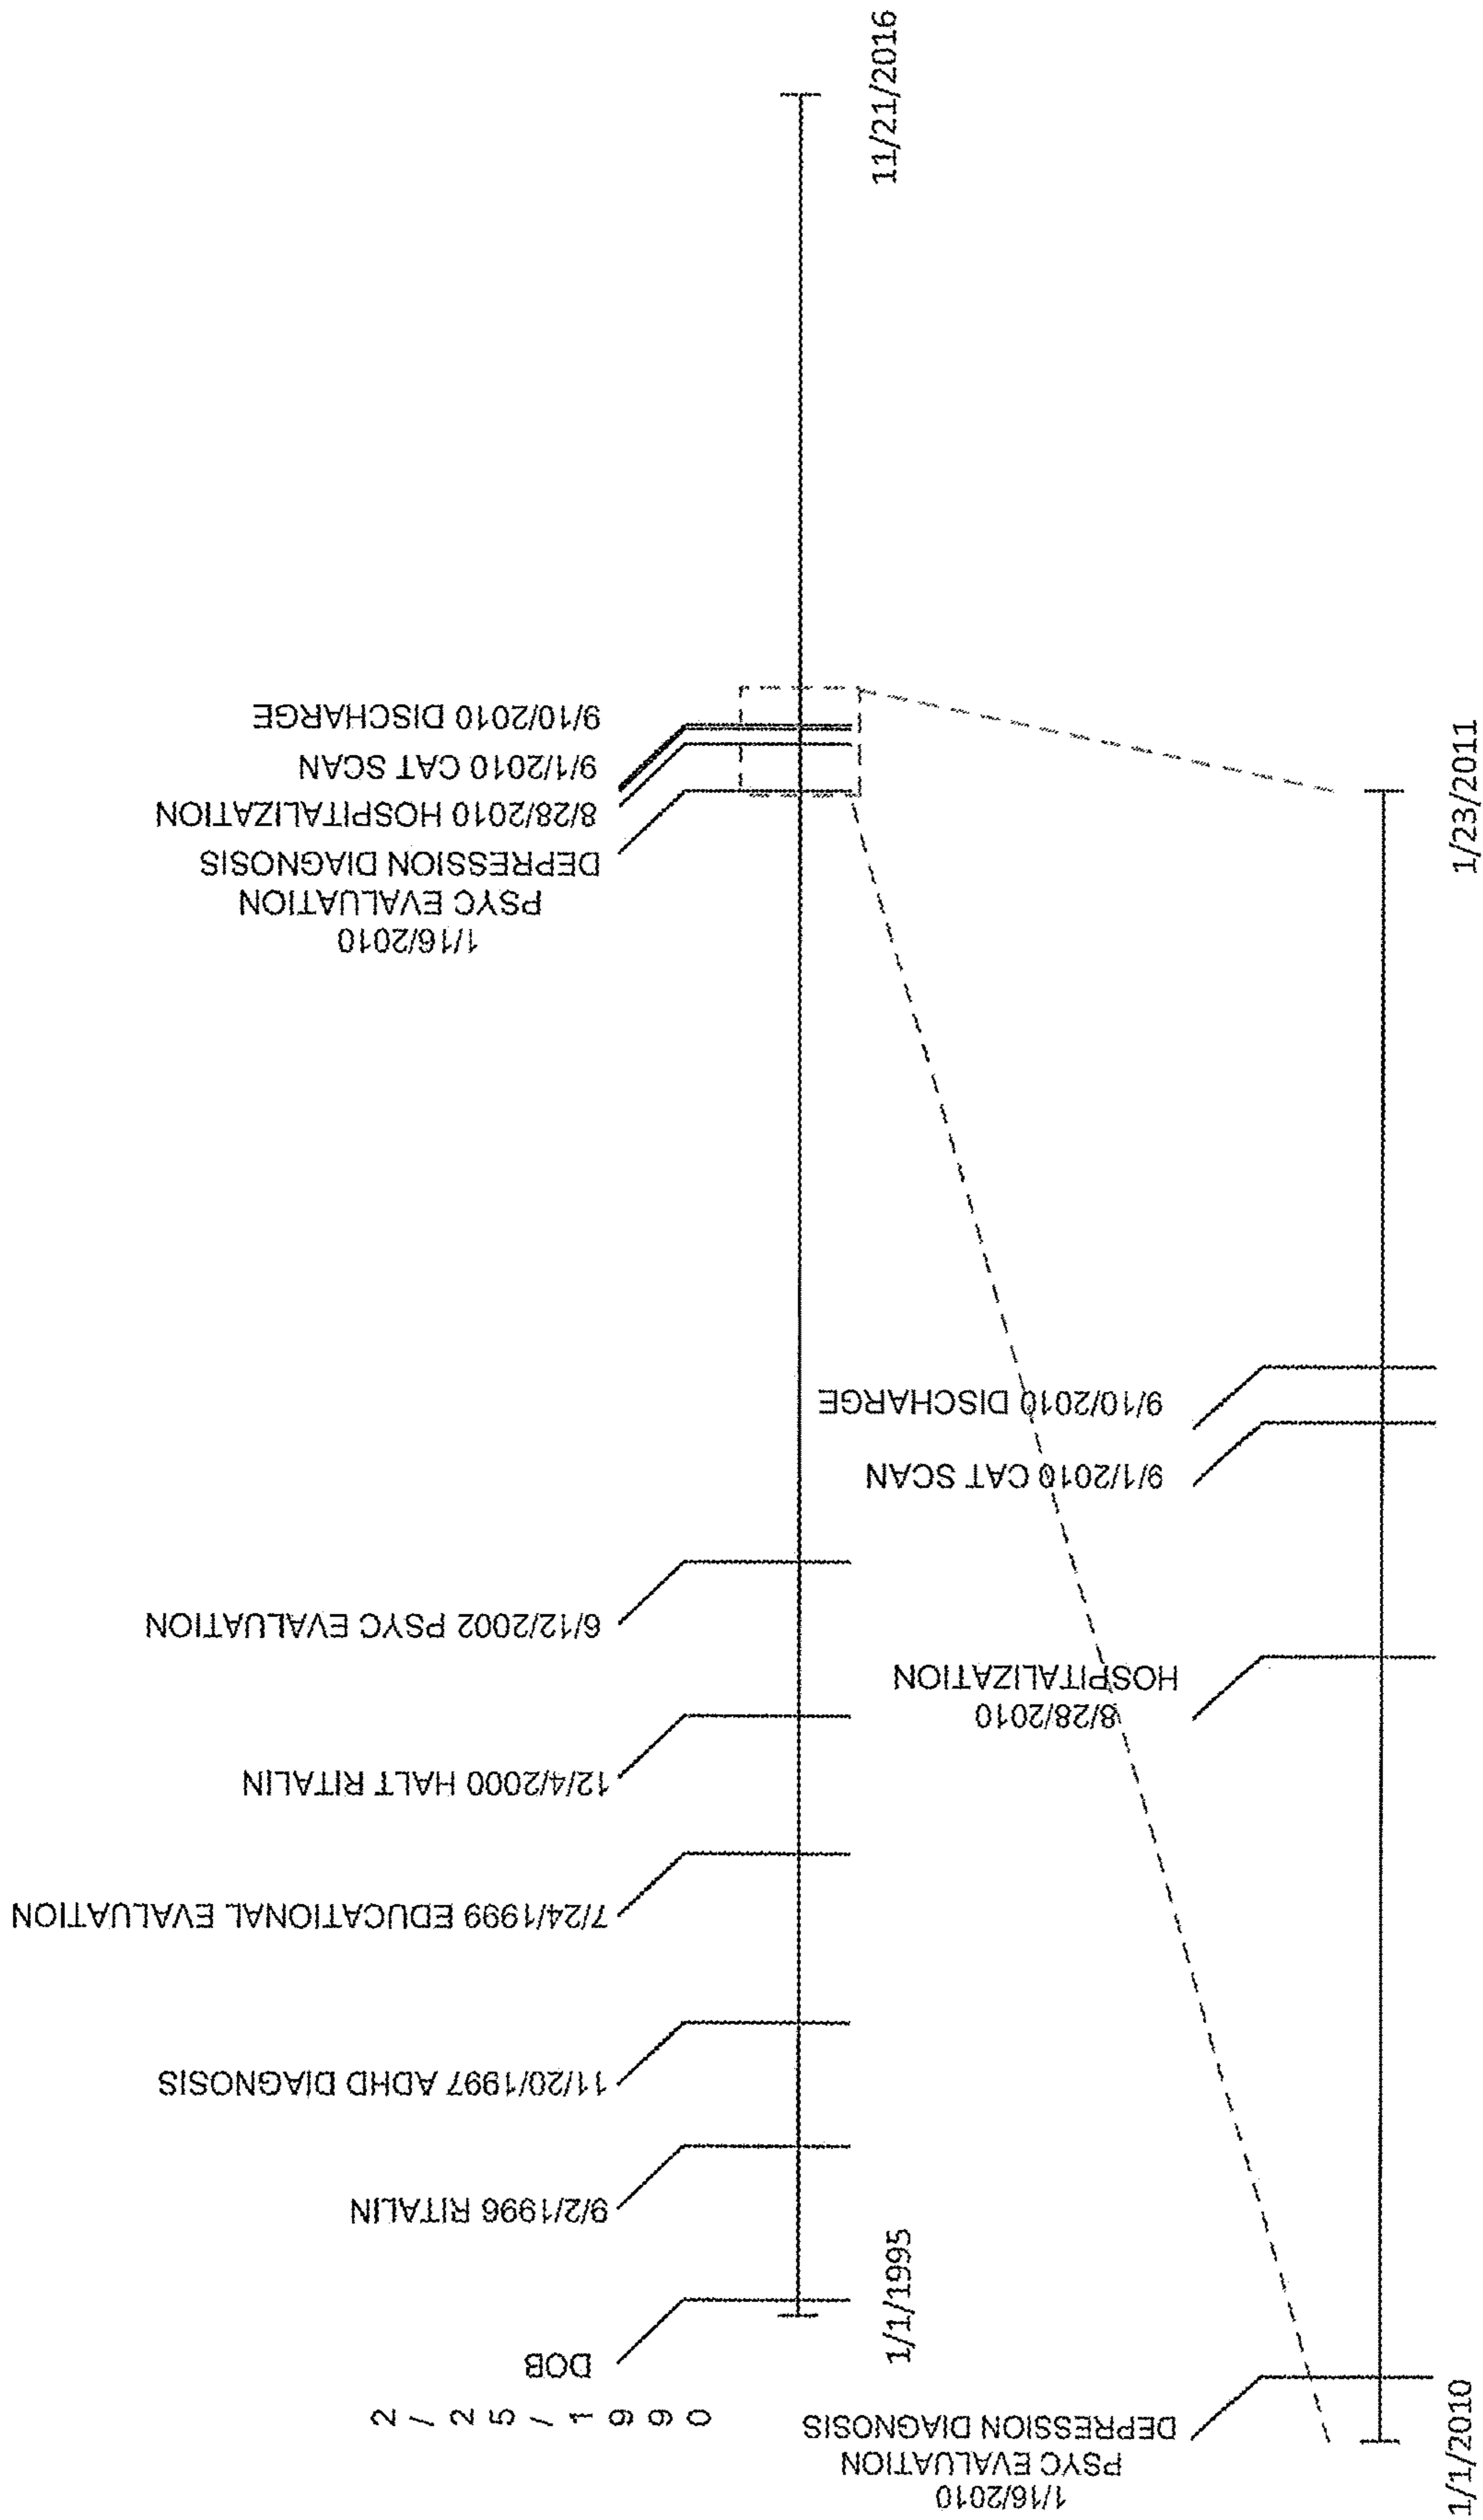 2/25/1990
DOB
9/2/1996 RITALIN
11/20/1997 ADHD DIAGNOSIS
7/24/1999 EDUCATIONAL EVALUATION
12/4/2000 HALT RITALIN
6/12/2002 PSYC EVALUATION
1/16/2010
PSYC EVALUATION
DEPRESSION DIAGNOSIS
8/28/2010 HOSPITALIZATION
9/1/2010 CAT SCAN
9/10/2010 DISCHARGE
1/1/1995
11/21/2016
1/16/2010
PSYC EVALUATION
DEPRESSION DIAGNOSIS
8/28/2010
HOSPITALIZATION
9/1/2010 CAT SCAN
9/10/2010 DISCHARGE
1/1/2010
1/23/2011